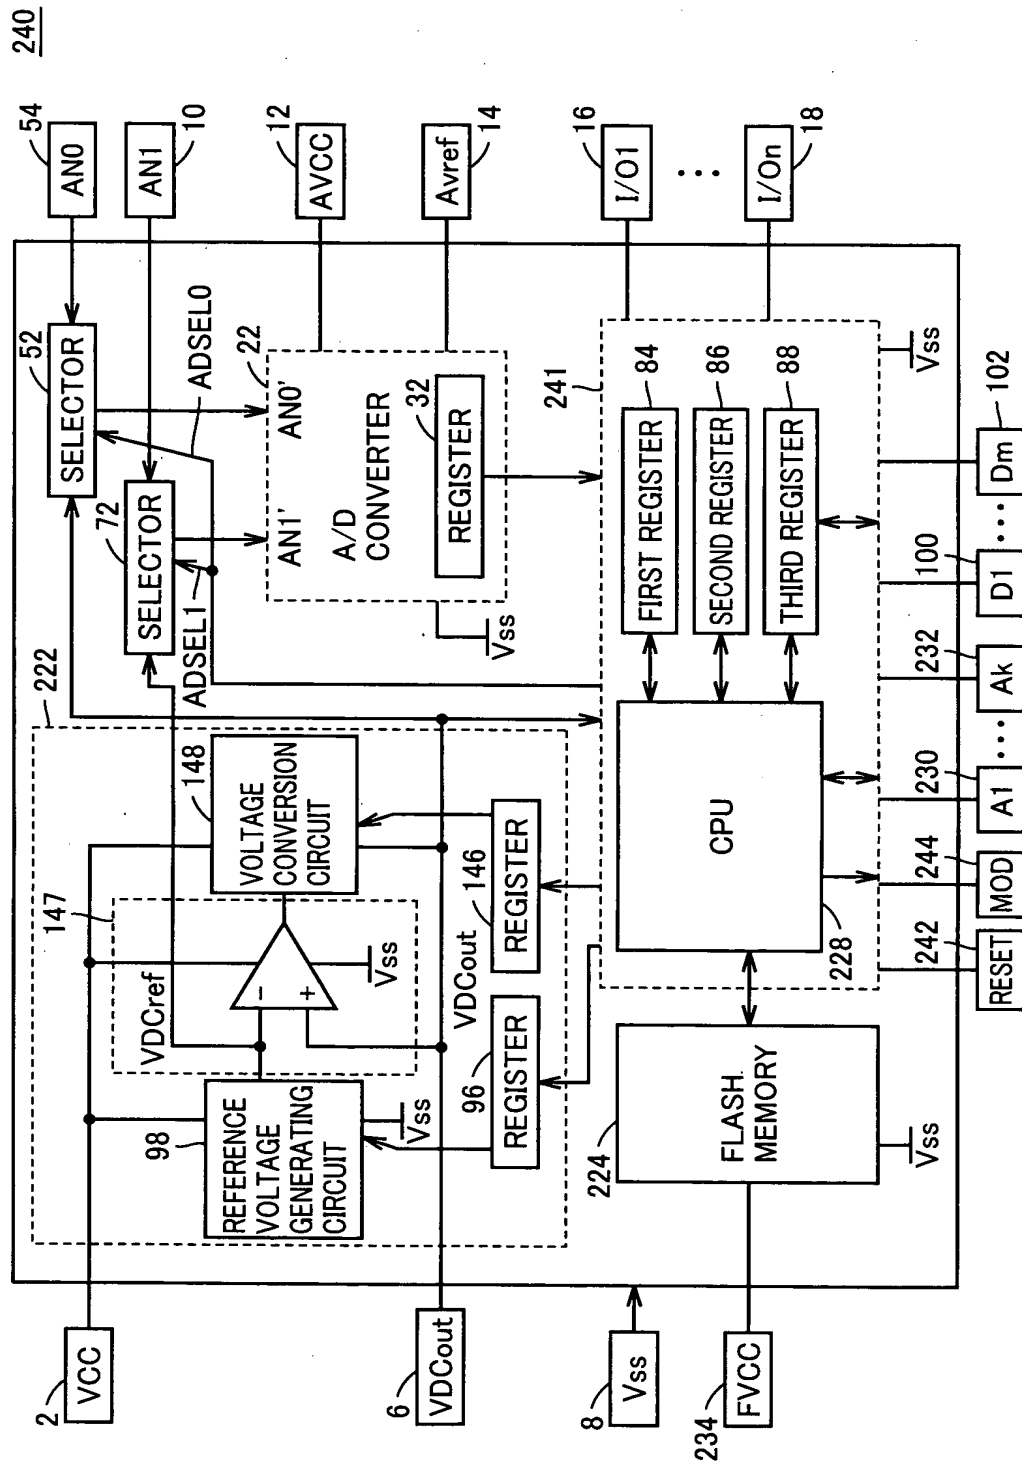 240
54
AN0
10
AN1
12
AVCC
14
Avref
16
I/O1
...
18
I/On
52
SELECTOR
ADSEL0
72
SELECTOR
ADSEL1
22
AN0'
AN1'
A/D
CONVERTER
32
REGISTER
Vss
222
148
VOLTAGE
CONVERSION
CIRCUIT
147
VDCref
-
+
Vss
VDCout
146
REGISTER
96
REGISTER
98
REFERENCE
VOLTAGE
GENERATING
CIRCUIT
Vss
2
VCC
6
VDCout
8
Vss
234
FVCC
241
84
FIRST REGISTER
86
SECOND REGISTER
88
THIRD REGISTER
CPU
228
Vss
224
FLASH
MEMORY
Vss
242
RESET
244
MOD
230
A1
...
232
Ak
100
D1
...
102
Dm